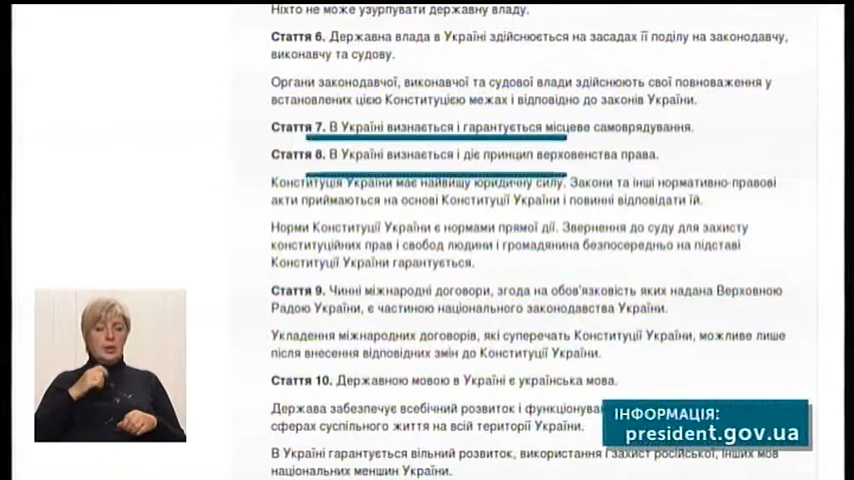 Ніхто не може узурпувати державну владу.
Стаття 6. Державна влада в Україні здійснюється на засадах її поділу на законодавчу,
виконавчу та судову.
Органи законодавчої, виконавчої та судової влади здійснюють свої повноваження у
встановлених цією Конституцією межах і відповідно до законів України.
Стаття 7. В Україні визнається і гарантується місцеве самоврядування.
Стаття 8. В Україні визнається і діє принцип верховенства права.
Конституція України має найвищу юридичну силу. Закони та інші нормативно-правові
акти приймаються на основі Конституції України і повинні відповідати їй.
Норми Конституції України є нормами прямої дії. Звернення до суду для захисту
конституційних прав і свобод людини і громадянина безпосередньо на підставі
Конституції України гарантується.
Стаття 9. Чинні міжнародні договори, згода на обов'язковість яких надана Верховною
Радою України, є частиною національного законодавства України.
Укладення міжнародних договорів, які суперечать Конституції України, можливе лише
після внесення відповідних змін до Конституції України.
Стаття 10. Державною мовою в Україні є українська мова.
Держава забезпечує всебічний розвиток і
сферах суспільного життя на всій території України.
В Україні гарантується вільний розвиток, використання і захист російської, інших мов
національних меншин України.
ІНФОРМАЦІЯ:
president.gov.ua